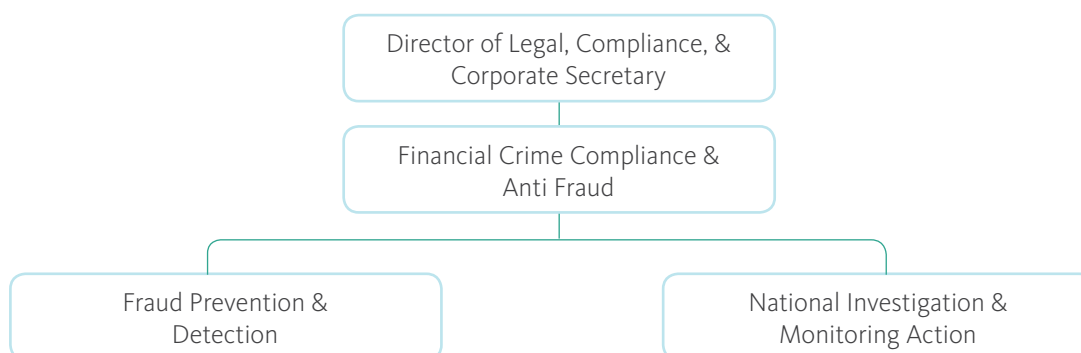 Director of Legal, Compliance, &
Corporate Secretary
Financial Crime Compliance &
Anti Fraud
Fraud Prevention &
Detection
National Investigation &
Monitoring Action